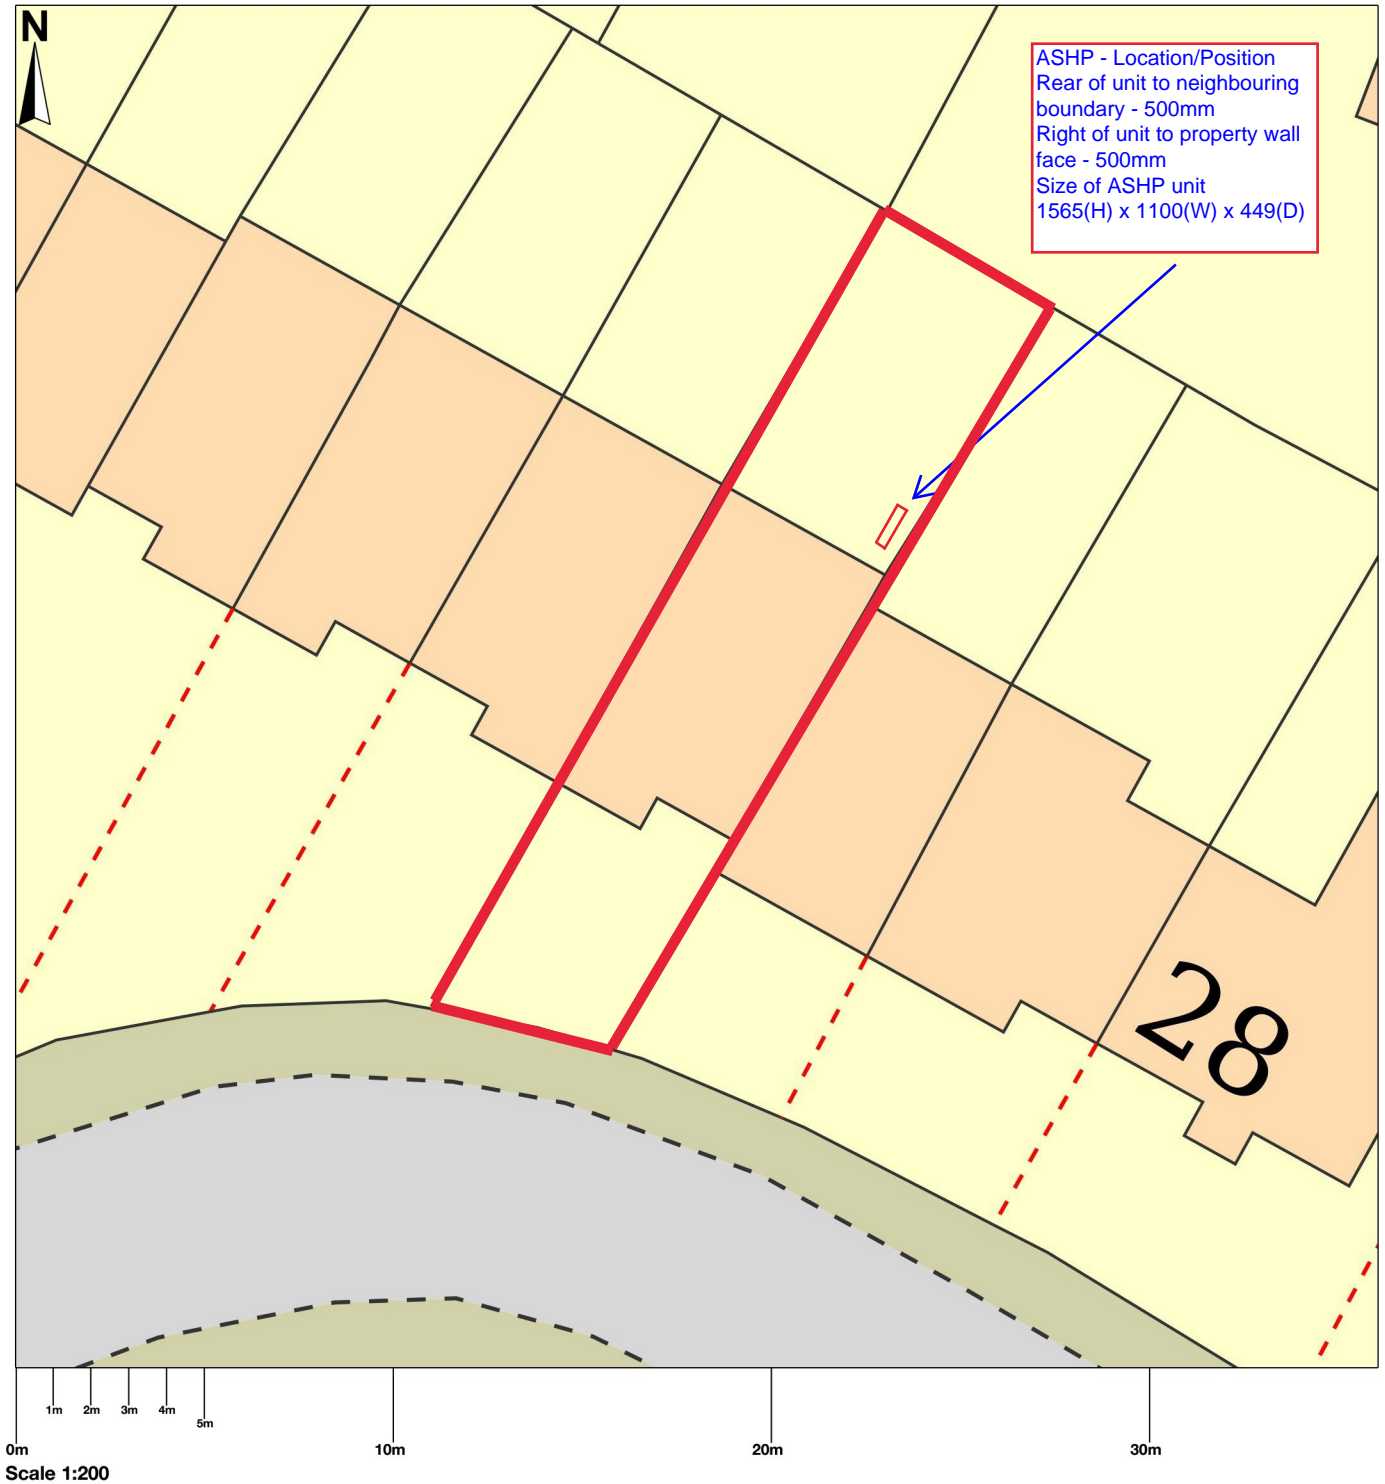 N
ASHP - Location/Position
Rear of unit to neighbouring
boundary - 500mm
Right of unit to property wall
face - 500mm
Size of ASHP unit
1565(H) x 1100(W) x 449(D)
28
1m 2m 3m 4m
5m
0m 10m 20m 30m
Scale 1:200